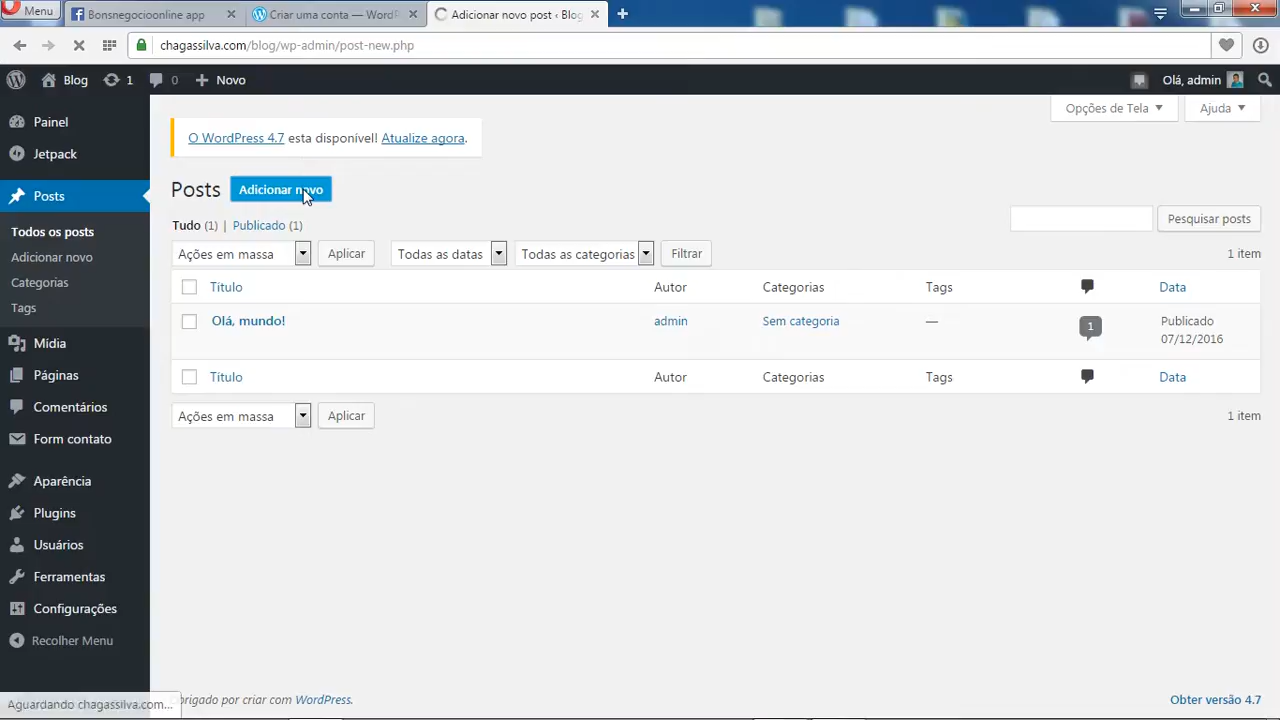 Menu
Bonsnegocioonline app
Criar uma conta — WordPr
Adicionar novo post ‹ Blog
chagassilva.com/blog/wp-admin/post-new.php
Blog
1
0
Novo
Olá, admin
Painel
Jetpack
Posts
Todos os posts
Adicionar novo
Categorias
Tags
Mídia
Páginas
Comentários
Form contato
Aparência
Plugins
Usuários
Ferramentas
Configurações
Recolher Menu
Aguardando chagassilva.com...
Opções de Tela
Ajuda
O WordPress 4.7 esta disponível! Atualize agora.
Posts Adicionar novo
Tudo (1) | Publicado (1)
Pesquisar posts
Ações em massa Aplicar Todas as datas Todas as categorias Filtrar 1 item
Título Autor Categorias Tags Data
Olá, mundo! admin Sem categoria — 1 Publicado
07/12/2016
Título Autor Categorias Tags Data
Ações em massa Aplicar 1 item
brigado por criar com WordPress.
Obter versão 4.7